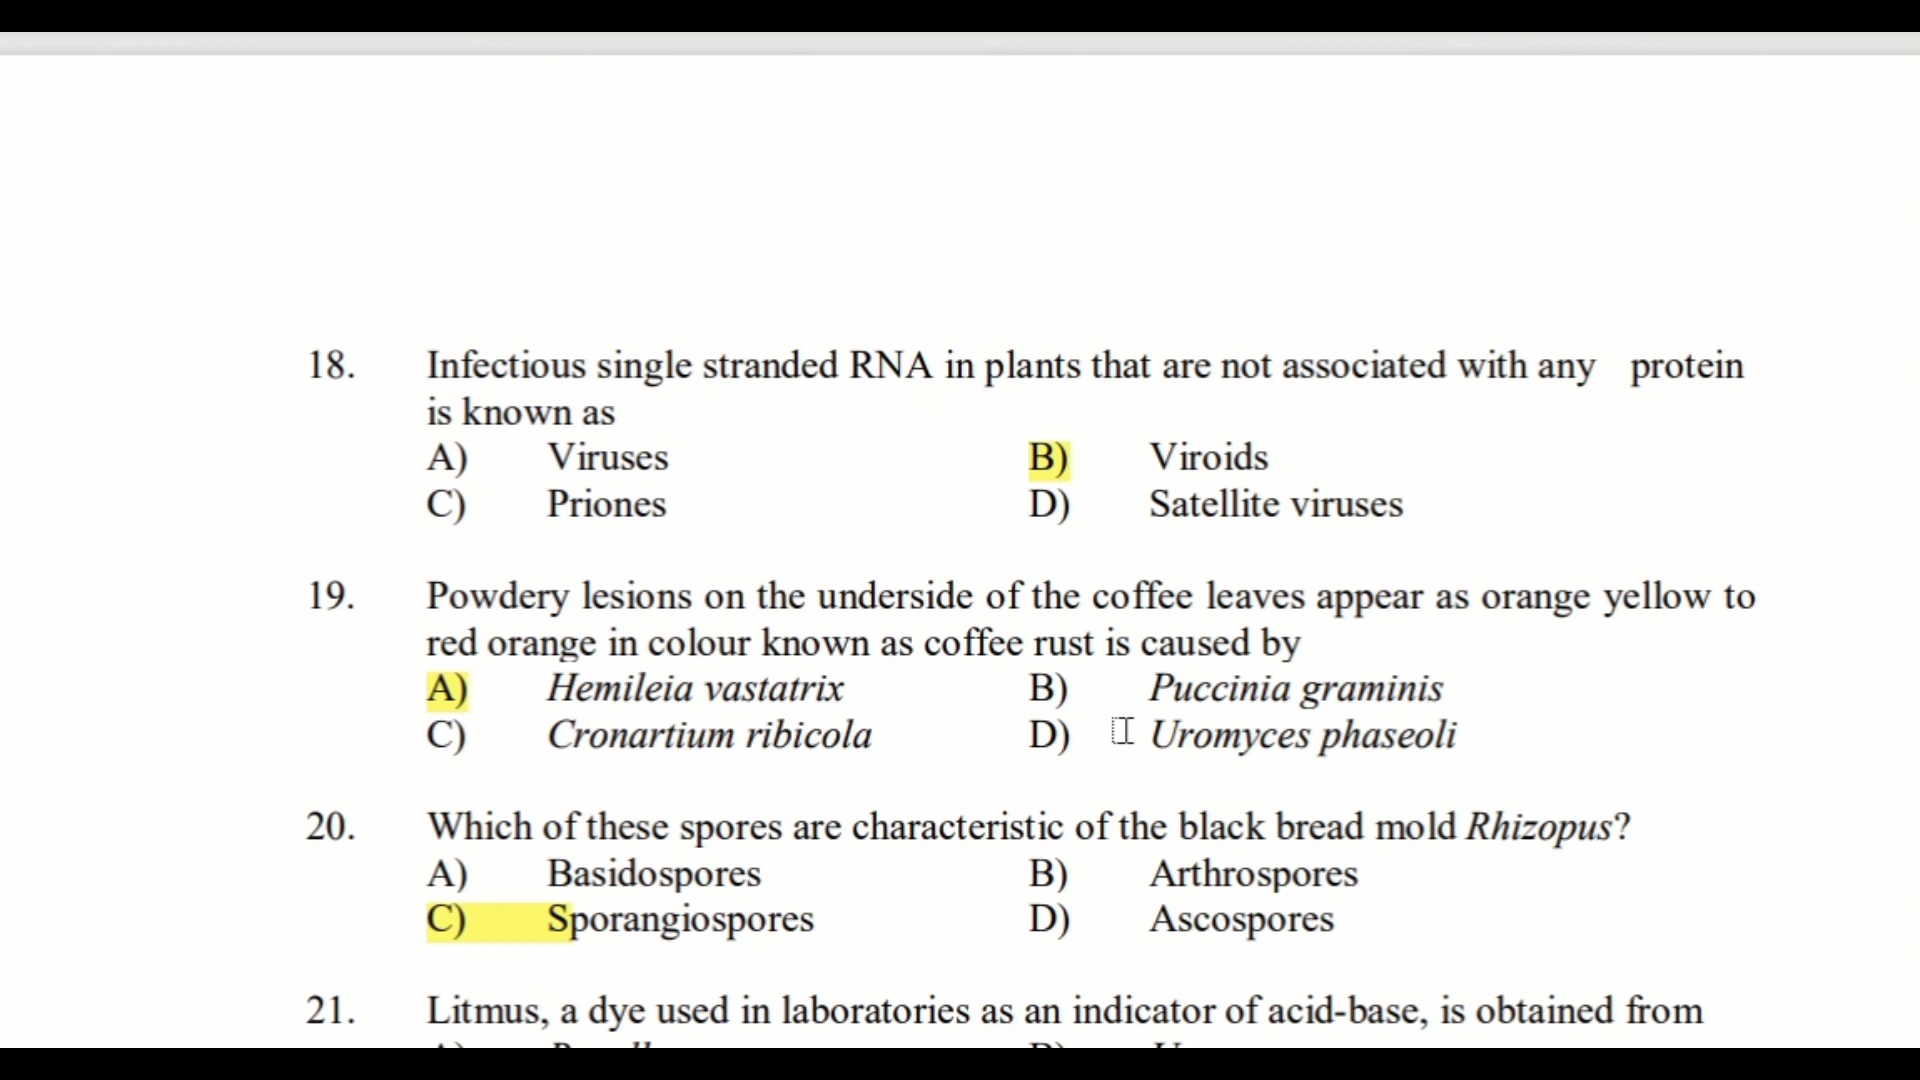 18. Infectious single stranded RNA in plants that are not associated with any protein
is known as
A) Viruses B) Viroids
C) Priones D) Satellite viruses
19. Powdery lesions on the underside of the coffee leaves appear as orange yellow to
red orange in colour known as coffee rust is caused by
A) Hemileia vastatrix B) Puccinia graminis
C) Cronartium ribicola D) Uromyces phaseoli
20. Which of these spores are characteristic of the black bread mold Rhizopus?
A) Basidospores B) Arthrospores
C) Sporangiospores D) Ascospores
21. Litmus, a dye used in laboratories as an indicator of acid-base, is obtained from